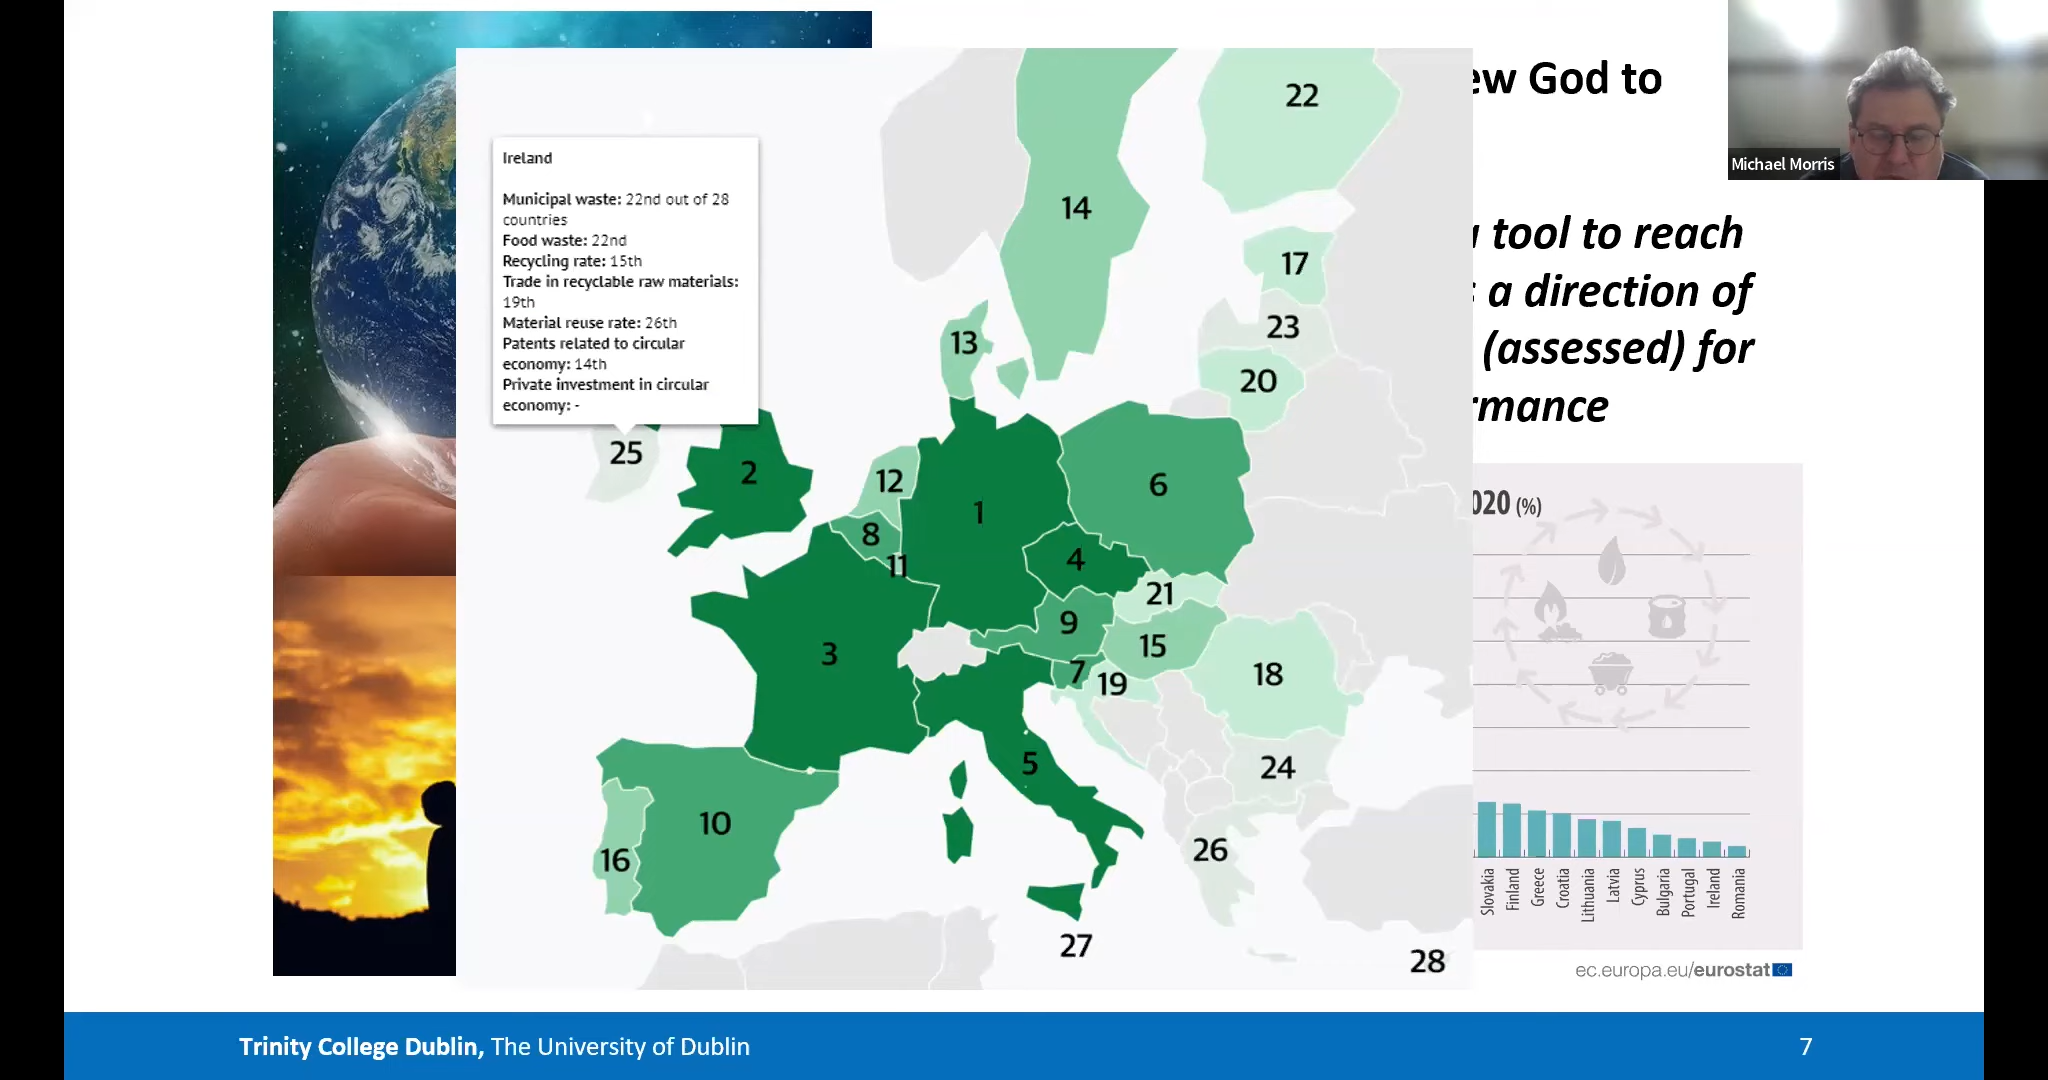 ew God to
Michael Morris
tool to reach
a direction of
(assessed) for
rmance
Ireland
Municipal waste: 22nd out of 28
countries
Food waste: 22nd
Recycling rate: 15th
Trade in recyclable raw materials:
19th
Material reuse rate: 26th
Patents related to circular
economy: 14th
Private investment in circular
economy: -
22
14
17
13
23
20
25
2
12
1
6
8
11
4
21
9
15
3
7
19
18
5
24
10
16
26
27
28
020 (%)
Slovakia
Finland
Greece
Croatia
Lithuania
Latvia
Cyprus
Bulgaria
Portugal
Ireland
Romania
ec.europa.eu/eurostat
Trinity College Dublin, The University of Dublin
7